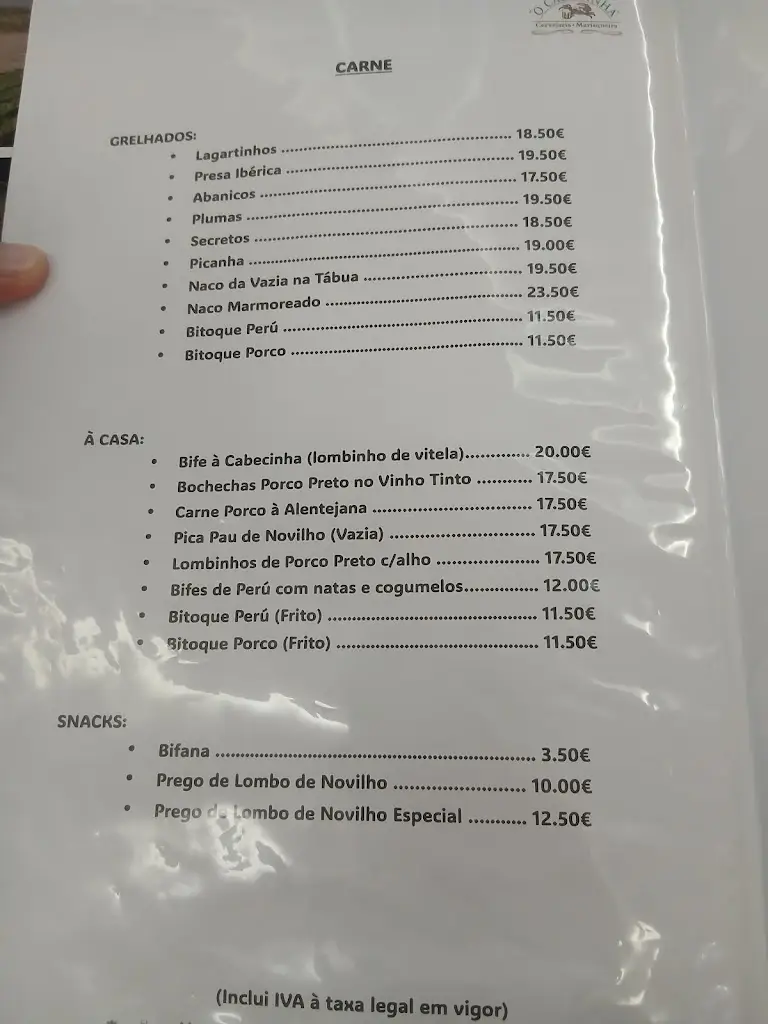 Cervejaria • Marisqueira
CARNE
GRELHADOS:
• Lagartinhos ........ 18.50€
• Presa Ibérica ........ 19.50€
• Abanicos ........ 17.50€
• Plumas ........ 19.50€
• Secretos ........ 18.50€
• Picanha ........ 19.00€
• Naco da Vazia na Tábua ........ 19.50€
• Naco Marmoreado ........ 23.50€
• Bitoque Perú ........ 11.50€
• Bitoque Porco ........ 11.50€
À CASA:
• Bife à Cabecinha (lombinho de vitela)............. 20.00€
• Bochechas Porco Preto no Vinho Tinto ........... 17.50€
• Carne Porco à Alentejana ........ 17.50€
• Pica Pau de Novilho (Vazia) ........ 17.50€
• Lombinhos de Porco Preto c/alho ........ 17.50€
• Bifes de Perú com natas e cogumelos............... 12.00€
• Bitoque Perú (Frito) ........ 11.50€
• Bitoque Porco (Frito) ........ 11.50€
SNACKS:
• Bifana ........ 3.50€
• Prego de Lombo de Novilho ........ 10.00€
• Prego de Lombo de Novilho Especial ........... 12.50€
(Inclui IVA à taxa legal em vigor)